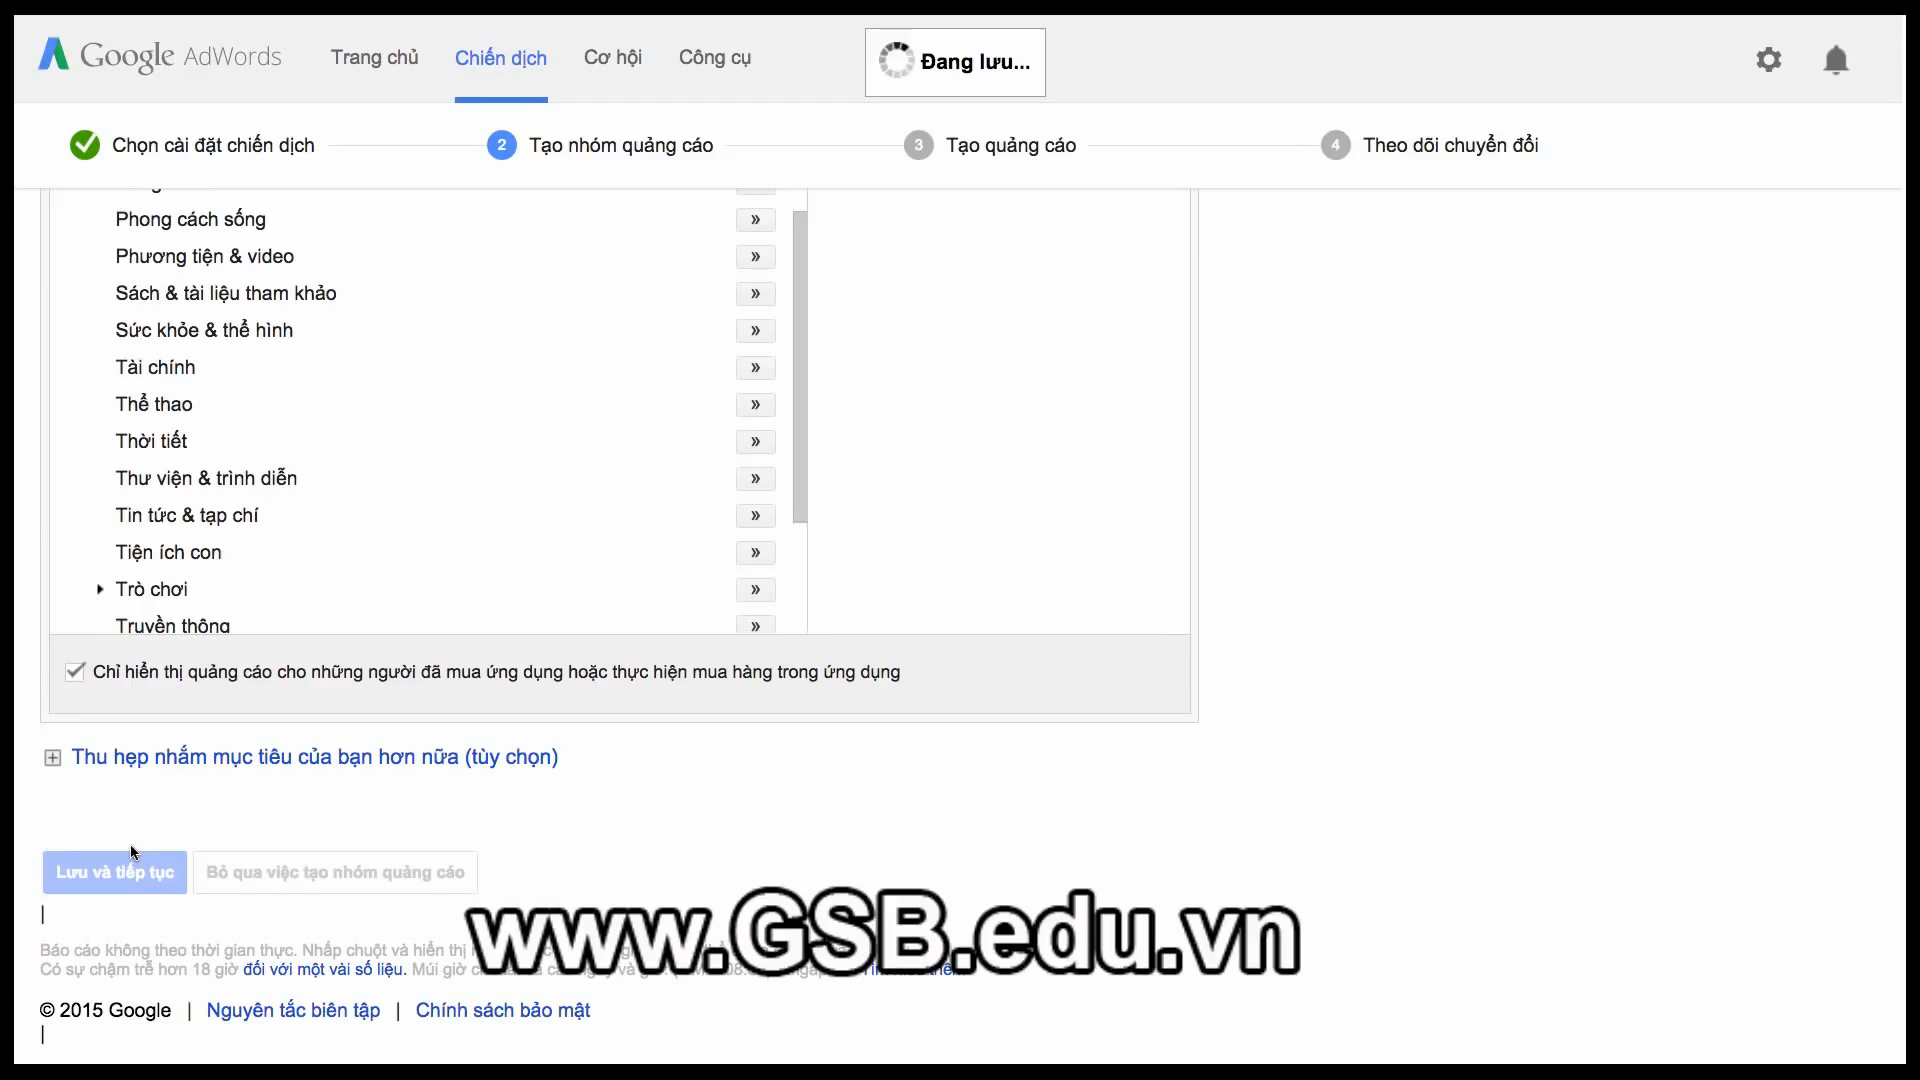 Google AdWords Trang chủ Chiến dịch Cơ hội Công cụ Đang lưu...
Chọn cài đặt chiến dịch 2 Tạo nhóm quảng cáo 3 Tạo quảng cáo 4 Theo dõi chuyển đổi
Phong cách sống »
Phương tiện & video »
Sách & tài liệu tham khảo »
Sức khỏe & thể hình »
Tài chính »
Thể thao »
Thời tiết »
Thư viện & trình diễn »
Tin tức & tạp chí »
Tiện ích con »
Trò chơi »
Truyền thông »
Chỉ hiển thị quảng cáo cho những người đã mua ứng dụng hoặc thực hiện mua hàng trong ứng dụng
Thu hẹp nhắm mục tiêu của bạn hơn nữa (tùy chọn)
Lưu và tiếp tục Bỏ qua việc tạo nhóm quảng cáo
www.GSB.edu.vn
Báo cáo không theo thời gian thực. Nhấp chuột và hiển thị
Có sự chậm trễ hơn 18 giờ đối với một vài số liệu. Múi giờ
© 2015 Google | Nguyên tắc biên tập | Chính sách bảo mật